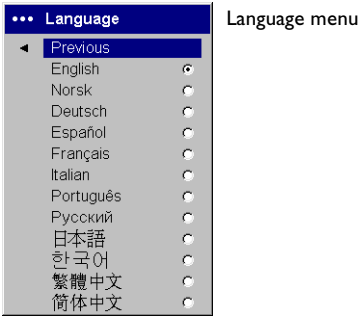 ••• Language
Language menu
Previous
English
Norsk
Deutsch
Español
Français
Italian
Português
Русский
日本語
한국어
繁體中文
简体中文